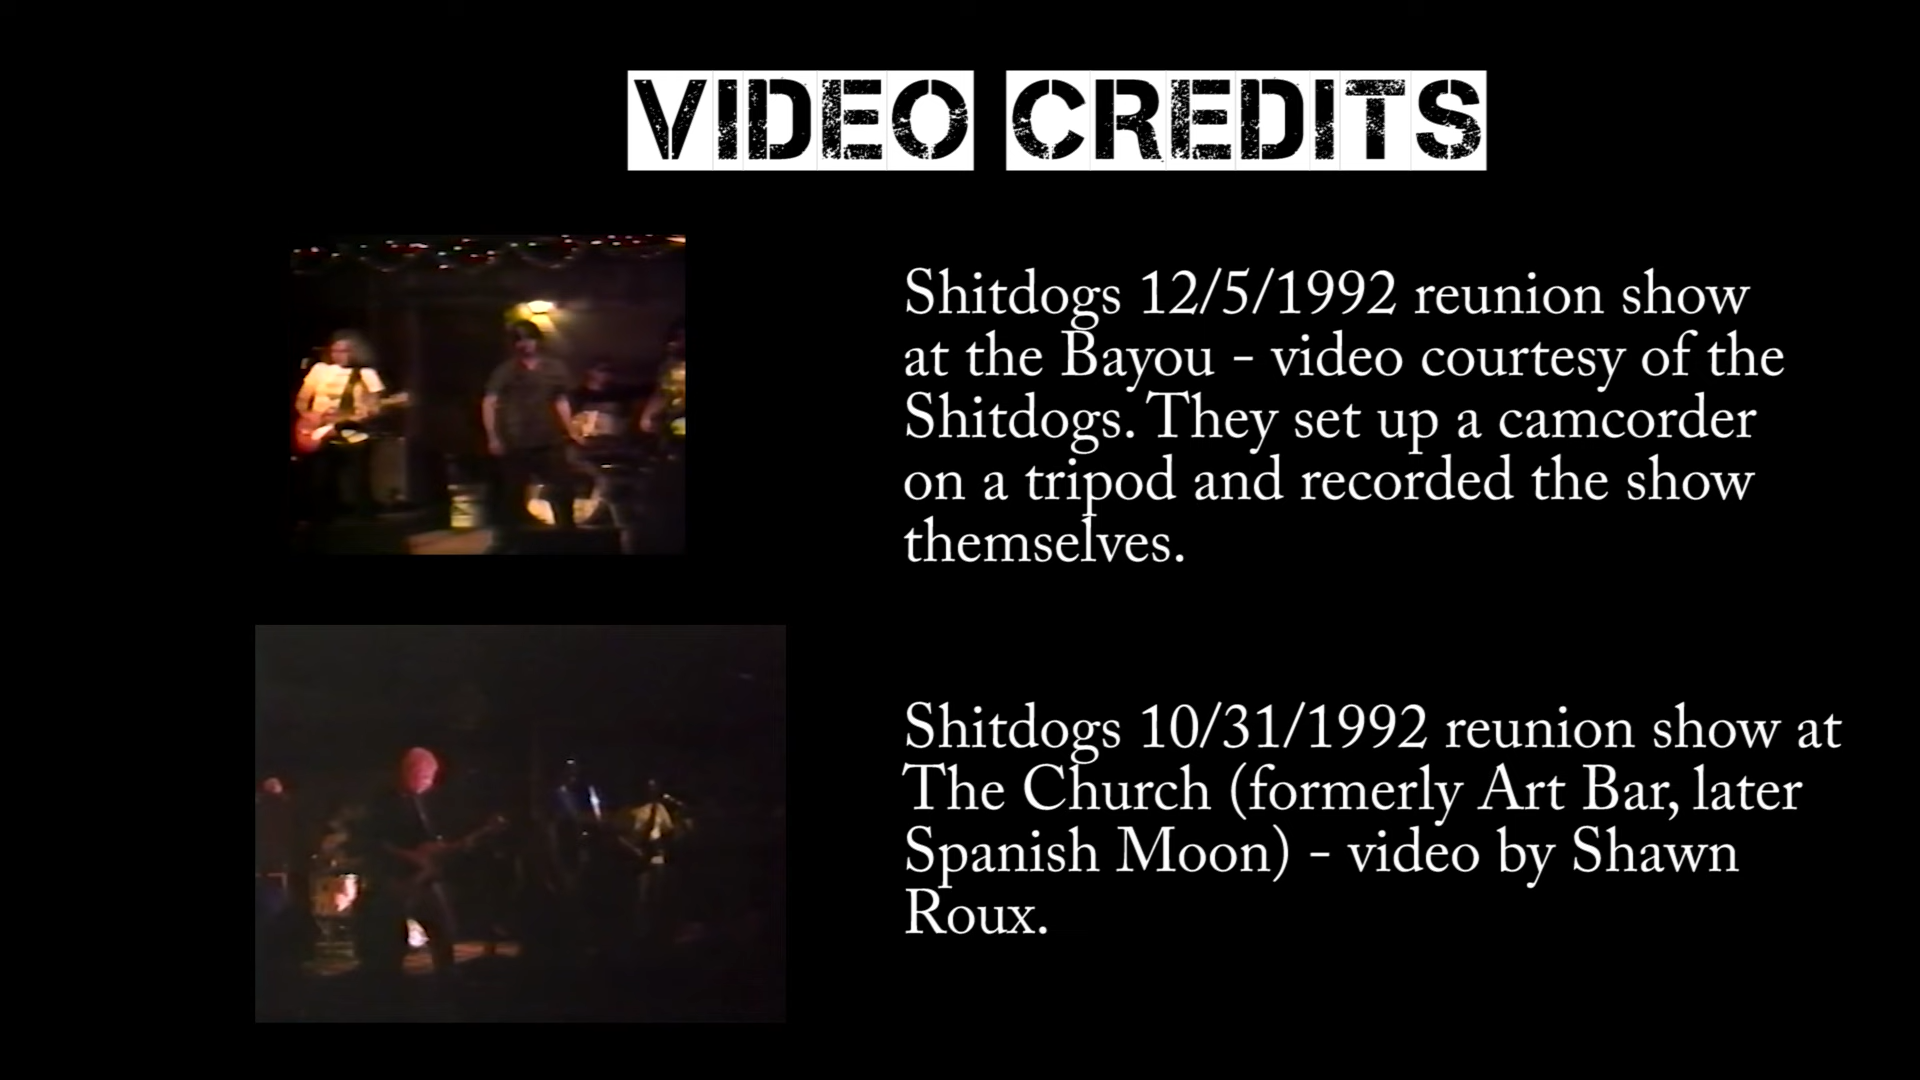 VIDEO CREDITS
Shitdogs 12/5/1992 reunion show
at the Bayou - video courtesy of the
Shitdogs. They set up a camcorder
on a tripod and recorded the show
themselves.
Shitdogs 10/31/1992 reunion show at
The Church (formerly Art Bar, later
Spanish Moon) - video by Shawn
Roux.